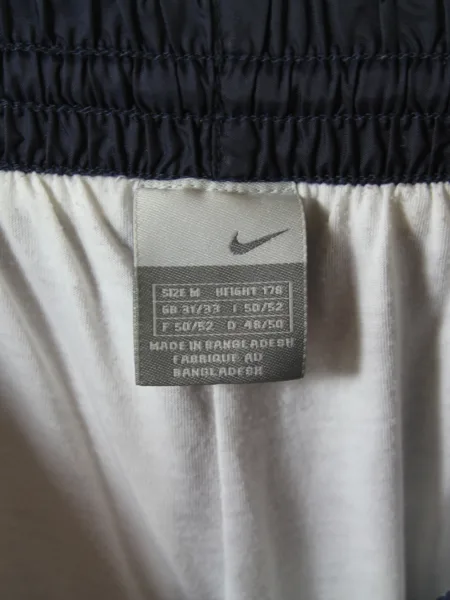 SIZE M HEIGHT 178
GB 31/33 I 50/52
F 50/52 D 48/50
MADE IN BANGLADESH
FABRIQUE AU
BANGLADESH